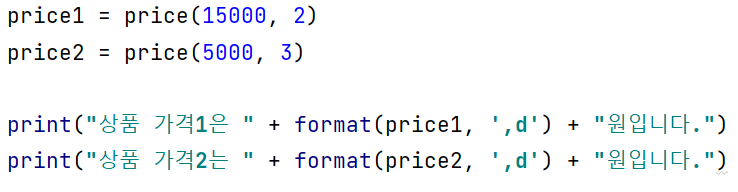 price1 = price(15000, 2)
price2 = price(5000, 3)
print("상품 가격1은 " + format(price1, ',d') + "원입니다.")
print("상품 가격2는 " + format(price2, ',d') + "원입니다.")